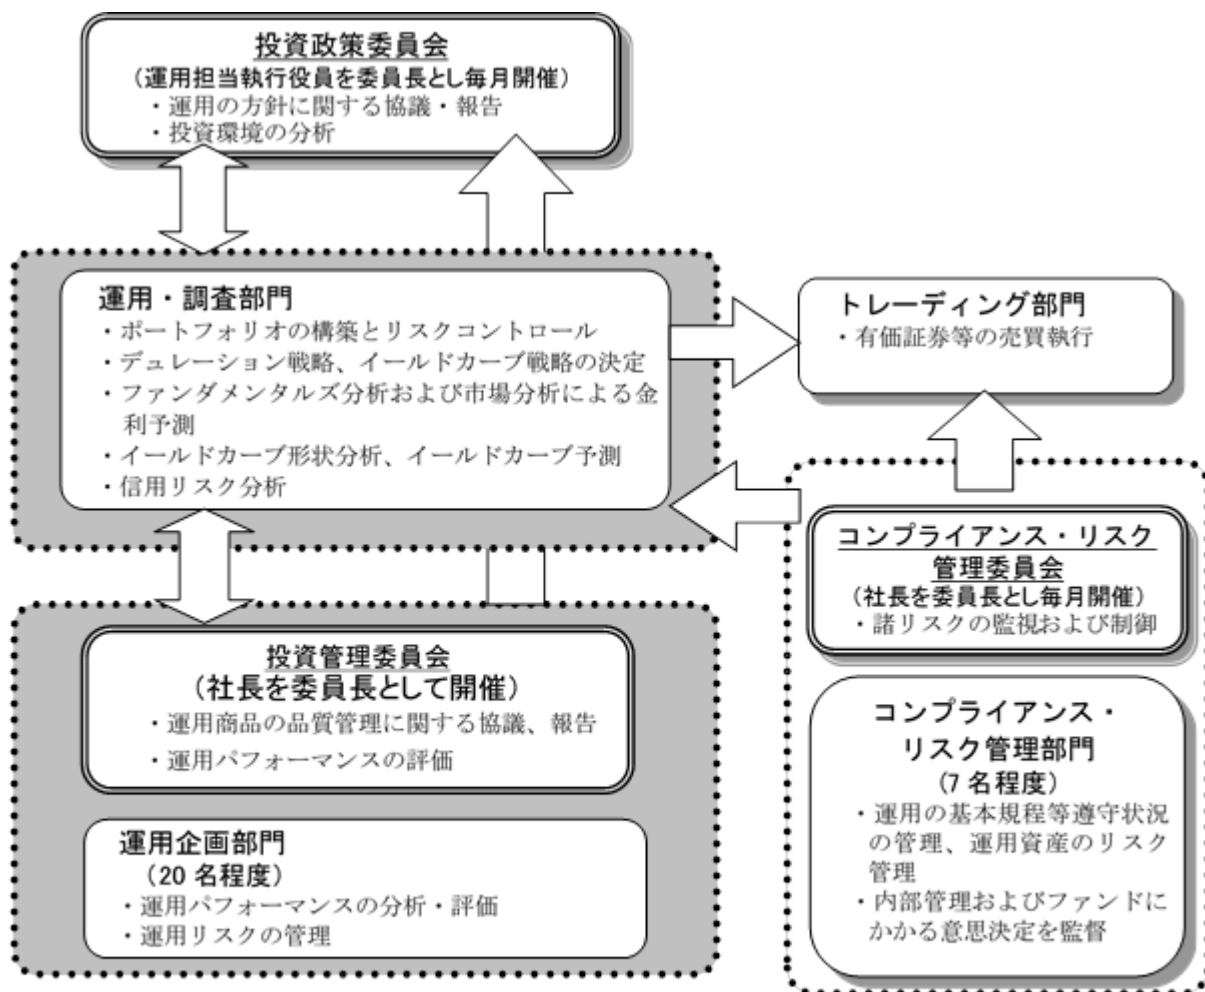 投資政策委員会
（運用担当執行役員を委員長とし毎月開催）
・運用の方針に関する協議・報告
・投資環境の分析
運用・調査部門
・ポートフォリオの構築とリスクコントロール
・デュレーション戦略、イールドカーブ戦略の決定
・ファンダメンタルズ分析および市場分析による金
利予測
・イールドカーブ形状分析、イールドカーブ予測
・信用リスク分析
トレーディング部門
・有価証券等の売買執行
コンプライアンス・リスク
管理委員会
（社長を委員長とし毎月開催）
・諸リスクの監視および制御
投資管理委員会
（社長を委員長として開催）
・運用商品の品質管理に関する協議、報告
・運用パフォーマンスの評価
運用企画部門
（20 名程度）
・運用パフォーマンスの分析・評価
・運用リスクの管理
コンプライアンス・
リスク管理部門
（7 名程度）
・運用の基本規程等遵守状況
の管理、運用資産のリスク
管理
・内部管理およびファンドに
かかる意思決定を監督